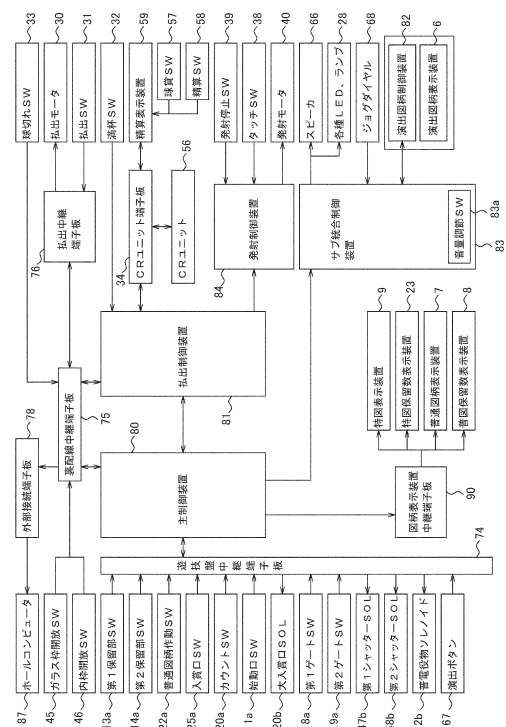 87 ホールコンピュータ
45 ガラス枠開放SW
46 内枠開放SW
13a 第1保留部SW
14a 第2保留部SW
22a 普通図柄作動SW
25a 入賞口SW
20a カウントSW
1a 始動口SW
20b 大入賞口SOL
8a 第1ゲートSW
9a 第2ゲートSW
47b 第1シャッターSOL
48b 第2シャッターSOL
2b 普電役物ソレノイド
67 演出ボタン
外部接続端子板 78
裏配線中継端子板 75
遊技盤中継端子板 74
主制御装置 80
払出制御装置 81
払出中継
端子板 76
球切れSW 33
払出モータ 30
払出SW 31
満杯SW 32
精算表示装置 59
球貸SW 57
精算SW 58
CRユニット端子板 34
CRユニット 56
発射制御装置 84
発射停止SW 39
タッチSW 38
発射モータ 40
サブ統合制御
装置 83
音量調節SW 83a
スピーカ 66
各種LED、ランプ 28
ジョグダイヤル 68
演出図柄制御装置 82
演出図柄表示装置 6
図柄表示装置
中継端子板 90
特図表示装置 9
特図保留数表示装置 23
普通図柄表示装置 7
普図保留数表示装置 8